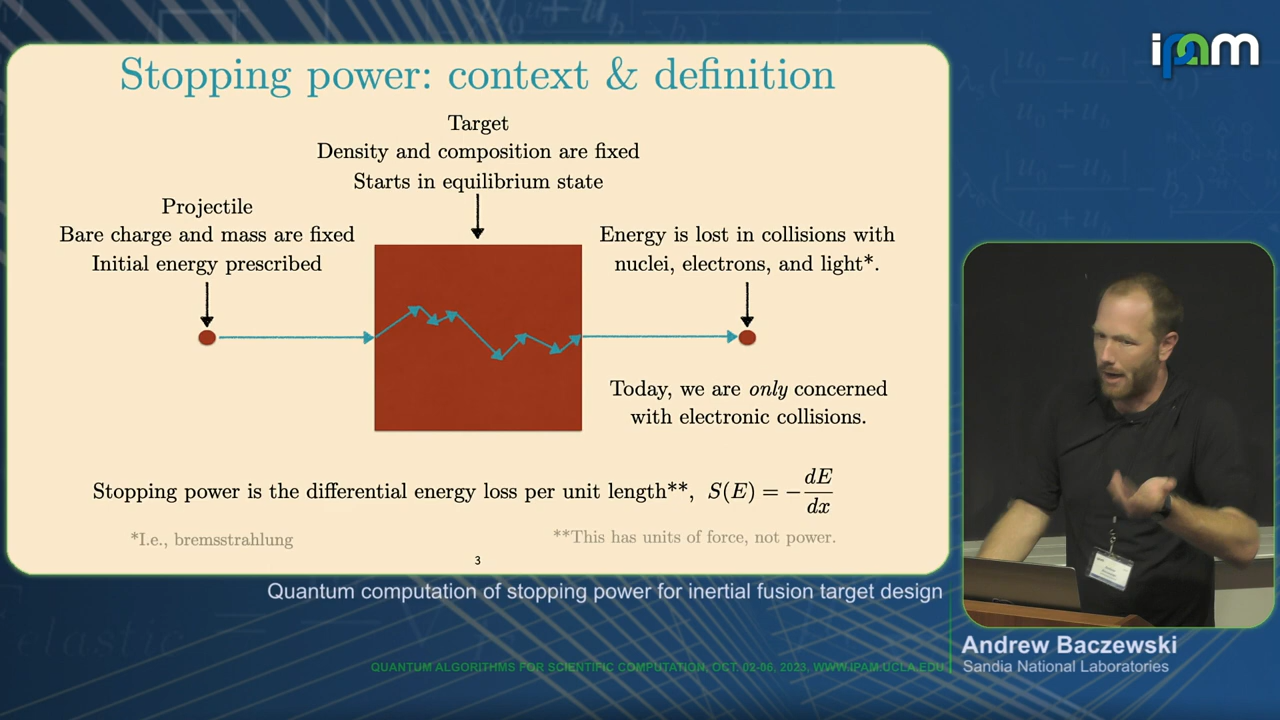 Stopping power: context & definition
Target
Density and composition are fixed
Starts in equilibrium state
Projectile
Bare charge and mass are fixed
Initial energy prescribed
Energy is lost in collisions with
nuclei, electrons, and light*.
Today, we are only concerned
with electronic collisions.
Stopping power is the differential energy loss per unit length**, S(E) = −dE/dx
*I.e., bremsstrahlung
**This has units of force, not power.
3
Quantum computation of stopping power for inertial fusion target design
QUANTUM ALGORITHMS FOR SCIENTIFIC COMPUTATION, OCT. 02-06, 2023, WWW.IPAM.UCLA.EDU
ipam
Andrew Baczewski
Sandia National Laboratories
elastic